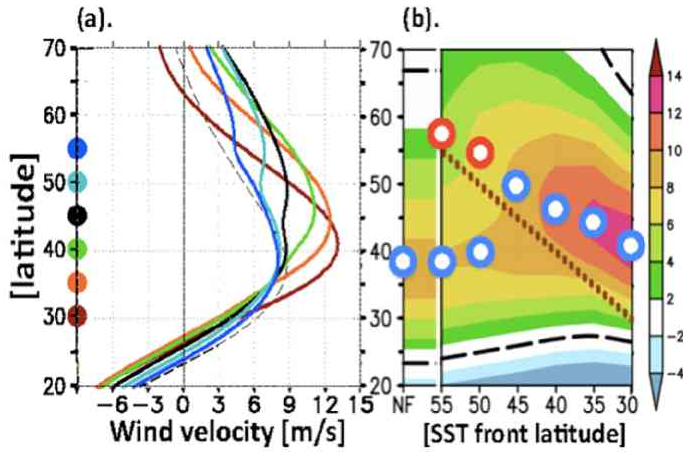 (a). (b).
70 70
60 60
50 50
40 40
30 30
20 20
[latitude]
−6 −3 0 3 6 9 12 15
Wind velocity [m/s]
NF 55 50 45 40 35 30
[SST front latitude]
14
12
10
8
6
4
2
−2
−4